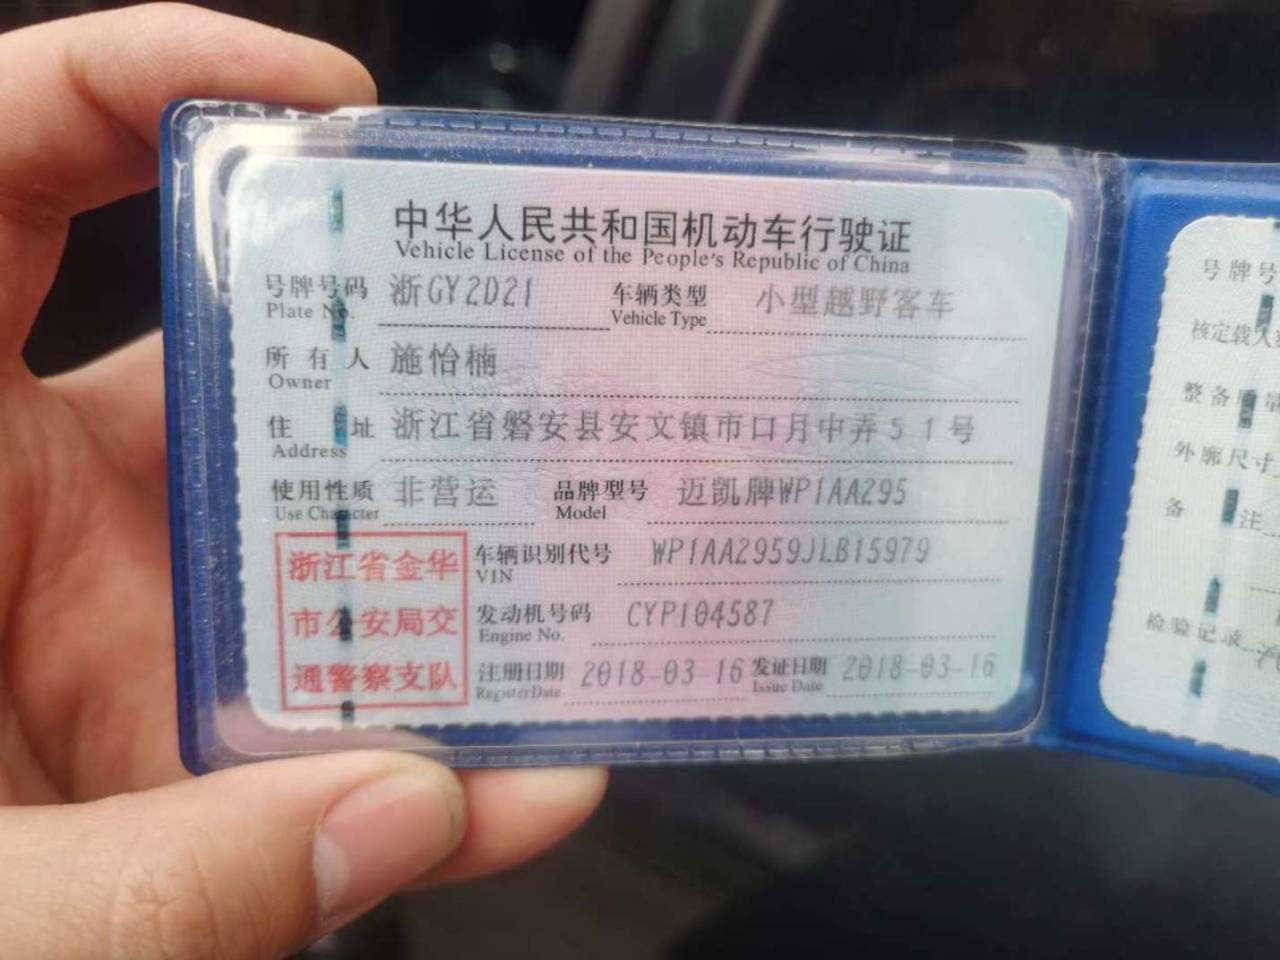 中华人民共和国机动车行驶证
Vehicle License of the People's Republic of China
号牌号码 浙GY2D21 车辆类型 小型越野客车
Plate No. Vehicle Type
所有人 施怡楠
Owner
住址 浙江省磐安县安文镇市口月中弄51号
Address
使用性质 非营运 品牌型号 迈凯牌WP1AA295
Use Character Model
浙江省金华
市公安局交
通警察支队
车辆识别代号 WP1AA2959JLB15979
VIN
发动机号码 CYP104587
Engine No.
注册日期 2018-03-16 发证日期 2018-03-16
Register Date Issue Date
号牌号
核定载人
整备质量
外廓尺寸
备注
检验记录